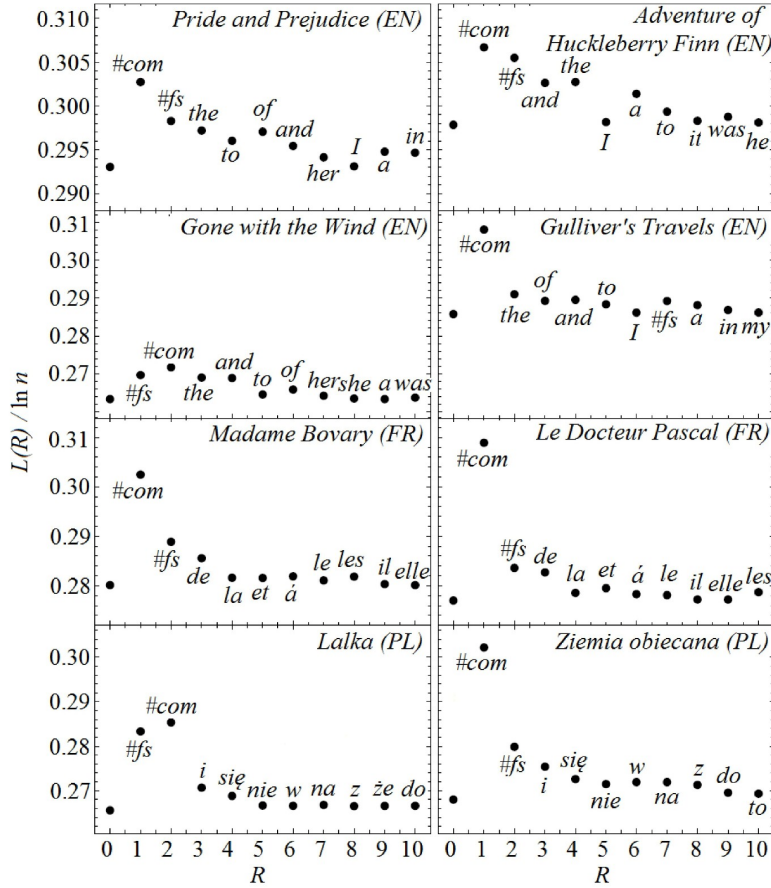 Pride and Prejudice (EN)
0.310
0.305
0.300
0.295
0.290
#com
#fs
the
to
of
and
her
I
a
in
Adventure of
Huckleberry Finn (EN)
#com
#fs
and
the
I
a
to
it
was
he
Gone with the Wind (EN)
0.31
0.30
0.29
0.28
0.27
#fs
#com
the
and
to
of
her
she
a
was
Gulliver's Travels (EN)
#com
the
of
and
to
I
#fs
a
in
my
L(R) / ln n
Madame Bovary (FR)
0.31
0.30
0.29
0.28
#com
#fs
de
la
et
á
le
les
il
elle
Le Docteur Pascal (FR)
#com
#fs
de
la
et
á
le
il
elle
les
Lalka (PL)
0.30
0.29
0.28
0.27
#fs
#com
i
się
nie
w
na
z
że
do
Ziemia obiecana (PL)
#com
#fs
i
się
nie
w
na
z
do
to
0 1 2 3 4 5 6 7 8 9 10
R
0 1 2 3 4 5 6 7 8 9 10
R